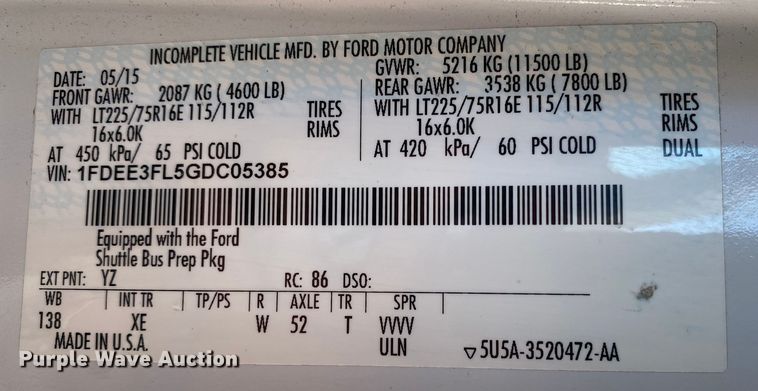 INCOMPLETE VEHICLE MFD. BY FORD MOTOR COMPANY
DATE: 05/15 GVWR: 5216 KG (11500 LB)
FRONT GAWR: 2087 KG ( 4600 LB) REAR GAWR: 3538 KG ( 7800 LB)
WITH LT225/75R16E 115/112R TIRES WITH LT225/75R16E 115/112R TIRES
16x6.0K RIMS 16x6.0K RIMS
AT 450 kPa/ 65 PSI COLD AT 420 kPa/ 60 PSI COLD DUAL
VIN: 1FDEE3FL5GDC05385
Equipped with the Ford
Shuttle Bus Prep Pkg
EXT PNT: YZ RC: 86 DSO:
WB INT TR TP/PS R AXLE TR SPR
138 XE W 52 T VVVV
MADE IN U.S.A. ULN ▽5U5A-3520472-AA
Purple Wave Auction